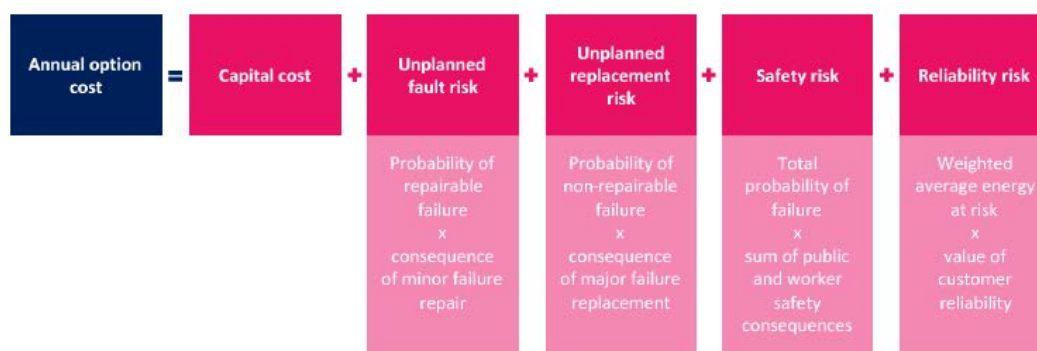 Annual option
cost
=
Capital cost
+
Unplanned
fault risk
+
Unplanned
replacement
risk
+
Safety risk
+
Reliability risk
Probability of
repairable
failure
x
consequence
of minor failure
repair
Probability of
non-repairable
failure
x
consequence
of major failure
replacement
Total
probability of
failure
x
sum of public
and worker
safety
consequences
Weighted
average energy
at risk
x
value of
customer
reliability